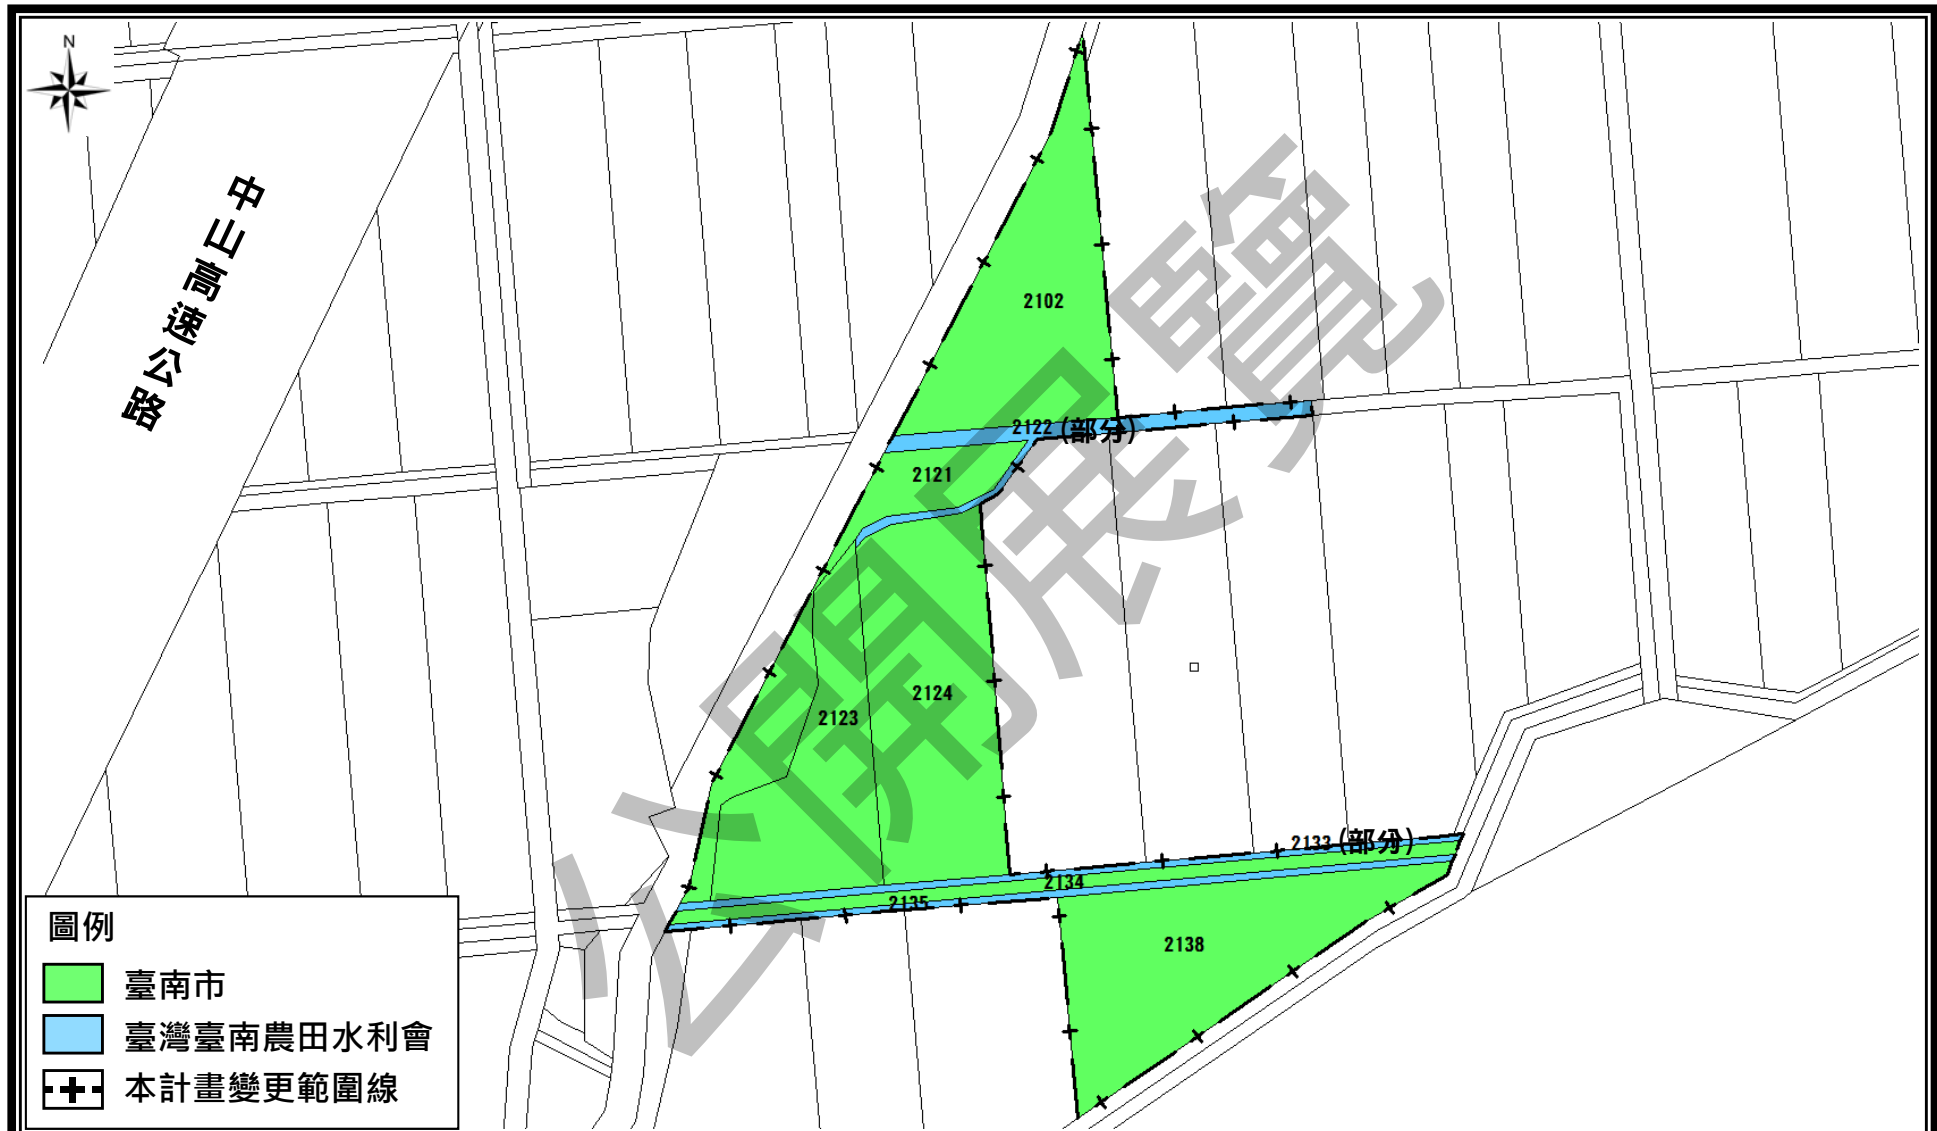 N
中山高速公路
2102
2122 (部分)
2121
2124
2123
2133 (部分)
2134
2135
2138
公開展覽
圖例
臺南市
臺灣臺南農田水利會
本計畫變更範圍線